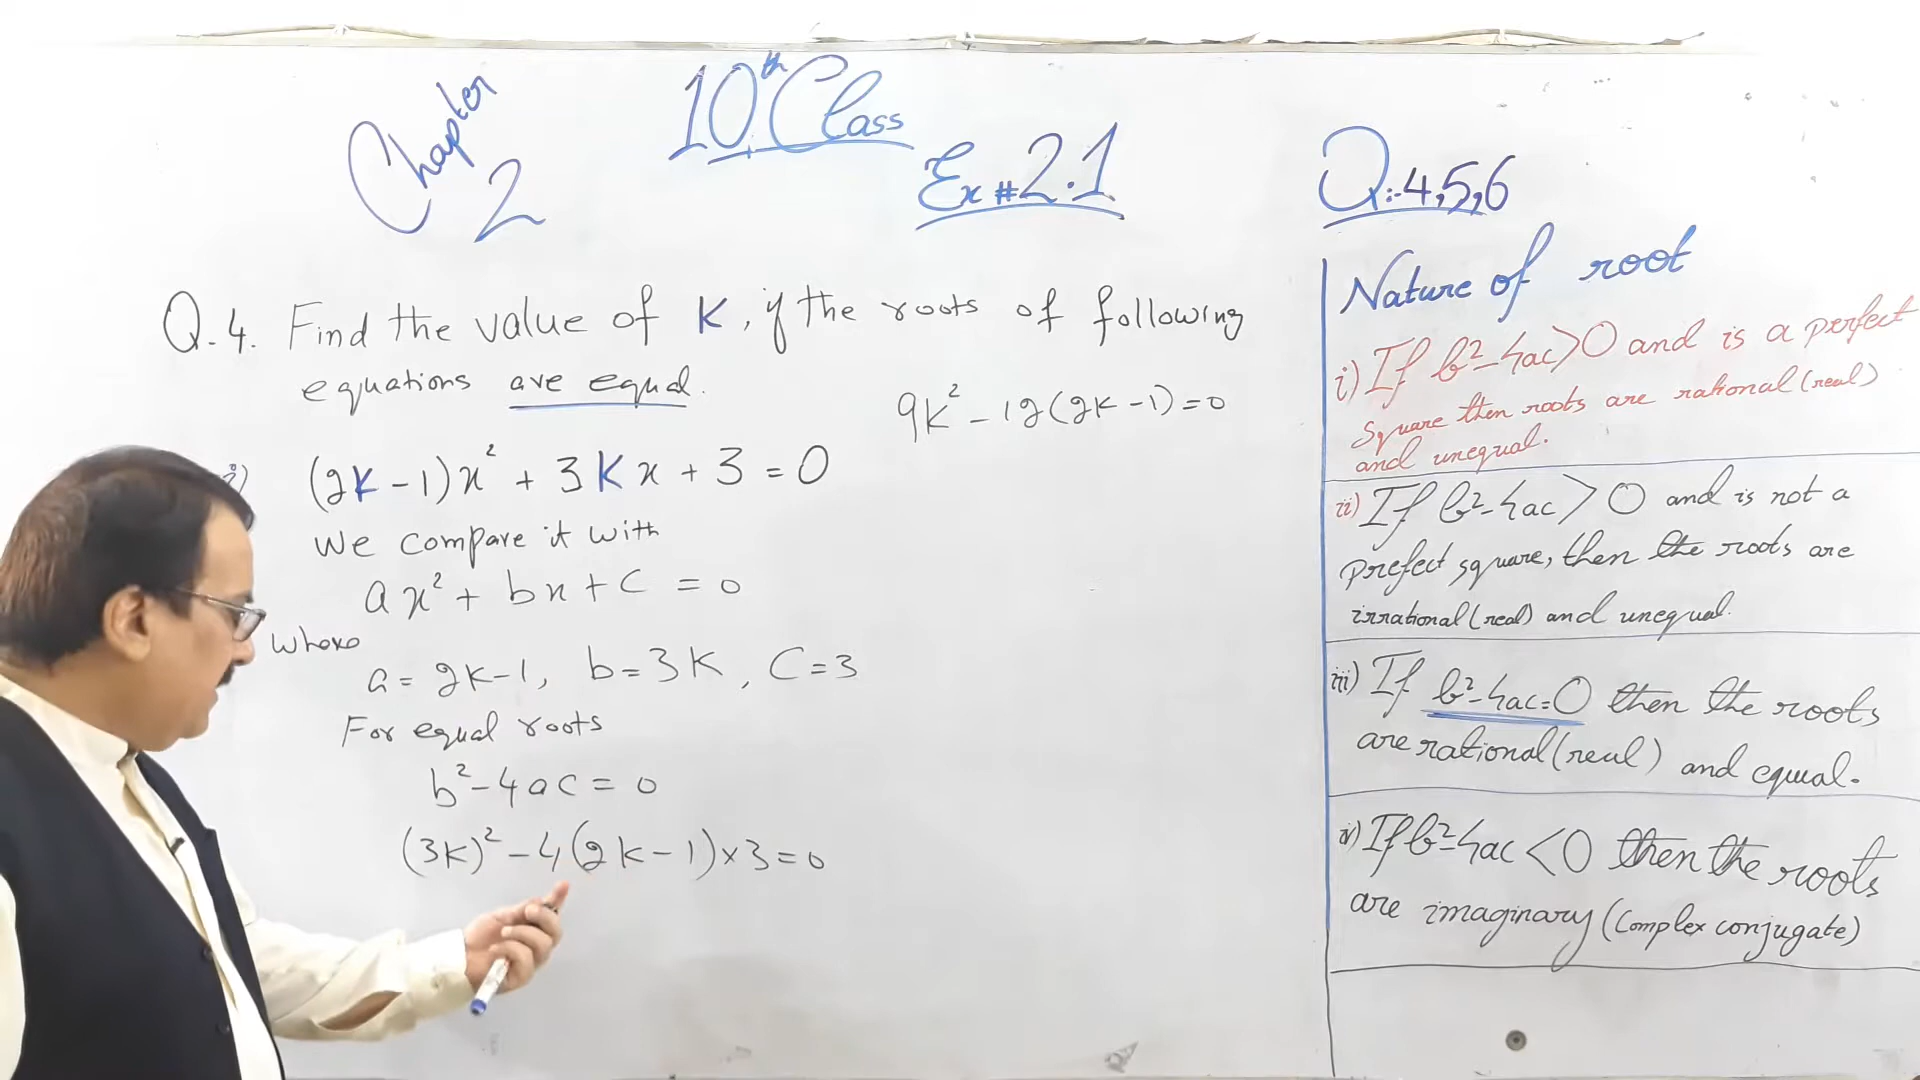 Chapter
2
10th Class
Ex # 2.1
Q:-4,5,6
Q.4. Find the value of K, if the roots of following
equations are equal.
i) (2K-1)x² + 3Kx + 3 = 0
We compare it with
ax² + bx + c = 0
where
a = 2K-1, b = 3K, C = 3
For equal roots
b² - 4ac = 0
(3K)² - 4(2K-1)×3 = 0
9K² - 12(2K-1) = 0
Nature of root
i) If b²-4ac > 0 and is a perfect
square then roots are rational (real)
and unequal.
ii) If b²-4ac > 0 and is not a
prefect square, then the roots are
irrational (real) and unequal.
iii) If b²-4ac = 0 then the roots
are rational (real) and equal.
iv) If b²-4ac < 0 then the roots
are imaginary (Complex conjugate)